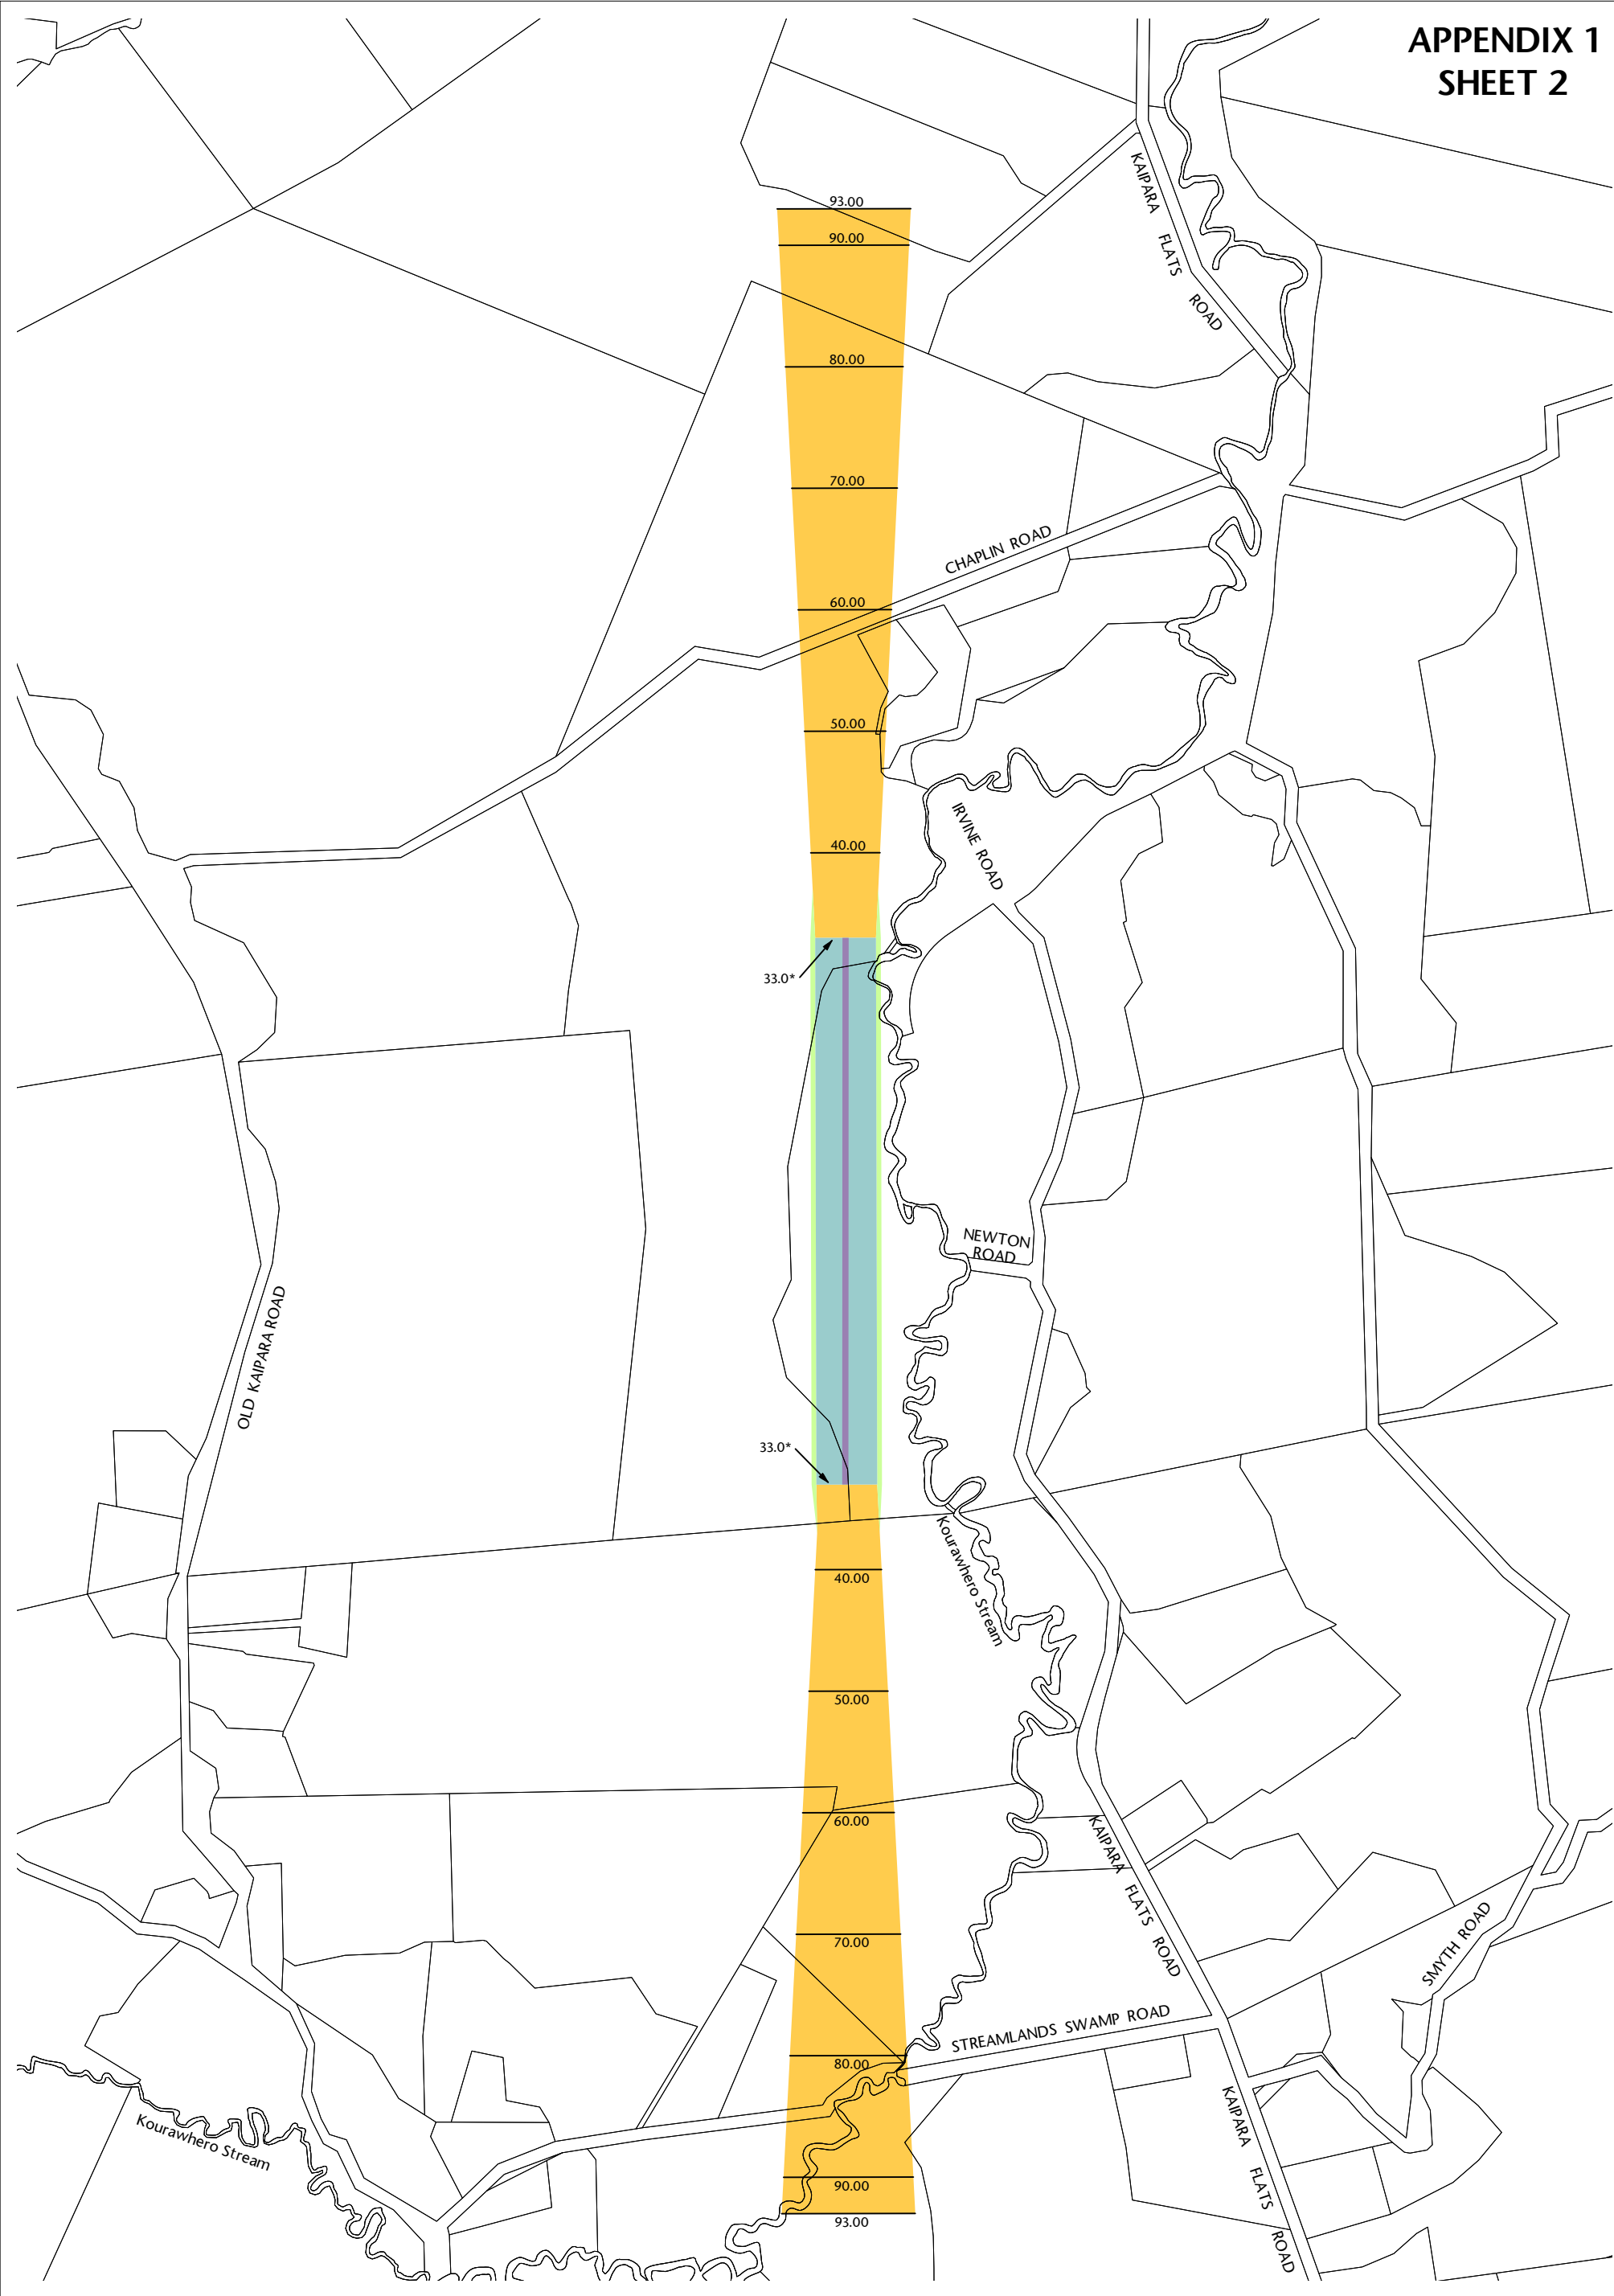 APPENDIX 1
SHEET 2
KAIPARA FLATS ROAD
93.00
90.00
80.00
70.00
CHAPLIN ROAD
60.00
50.00
40.00
IRVINE ROAD
33.0*
NEWTON
ROAD
OLD KAIPARA ROAD
33.0*
Kourawhero Stream
40.00
50.00
60.00
KAIPARA FLATS ROAD
70.00
SMYTH ROAD
STREAMLANDS SWAMP ROAD
80.00
Kourawhero Stream
KAIPARA FLATS ROAD
90.00
93.00